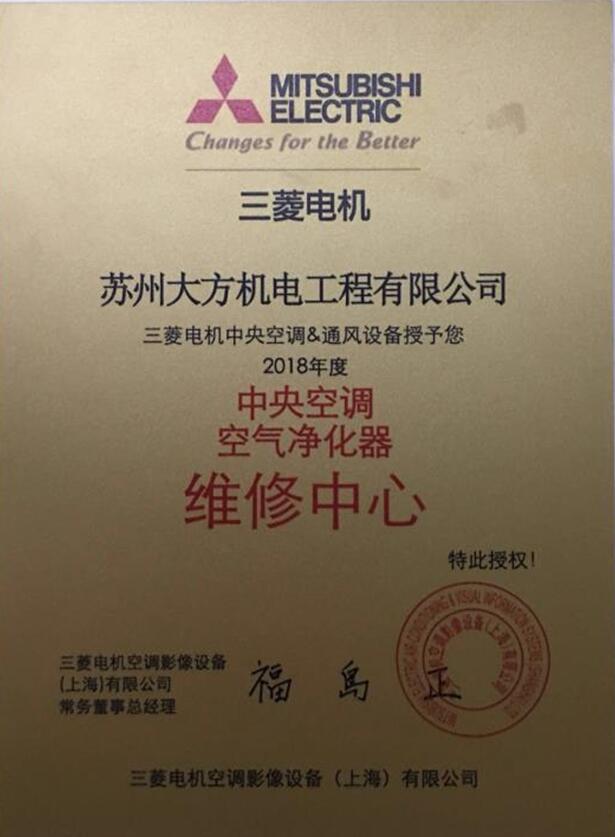 MITSUBISHI
ELECTRIC
Changes for the Better
三菱电机
苏州大方机电工程有限公司
三菱电机中央空调&通风设备授予您
2018年度
中央空调
空气净化器
维修中心
特此授权!
三菱电机空调影像设备
(上海)有限公司
常务董事总经理
福島正
三菱电机空调影像设备（上海）有限公司